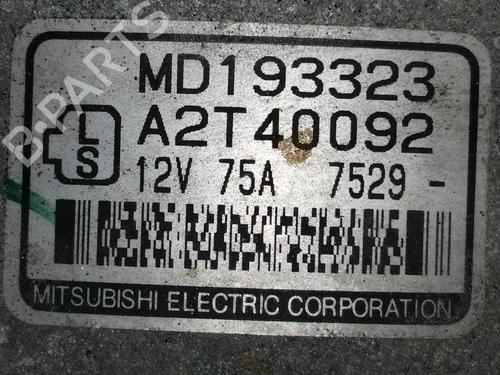 MD193323
A2T40092
L
S
12V 75A 7529 -
MITSUBISHI ELECTRIC CORPORATION
B-PARTS